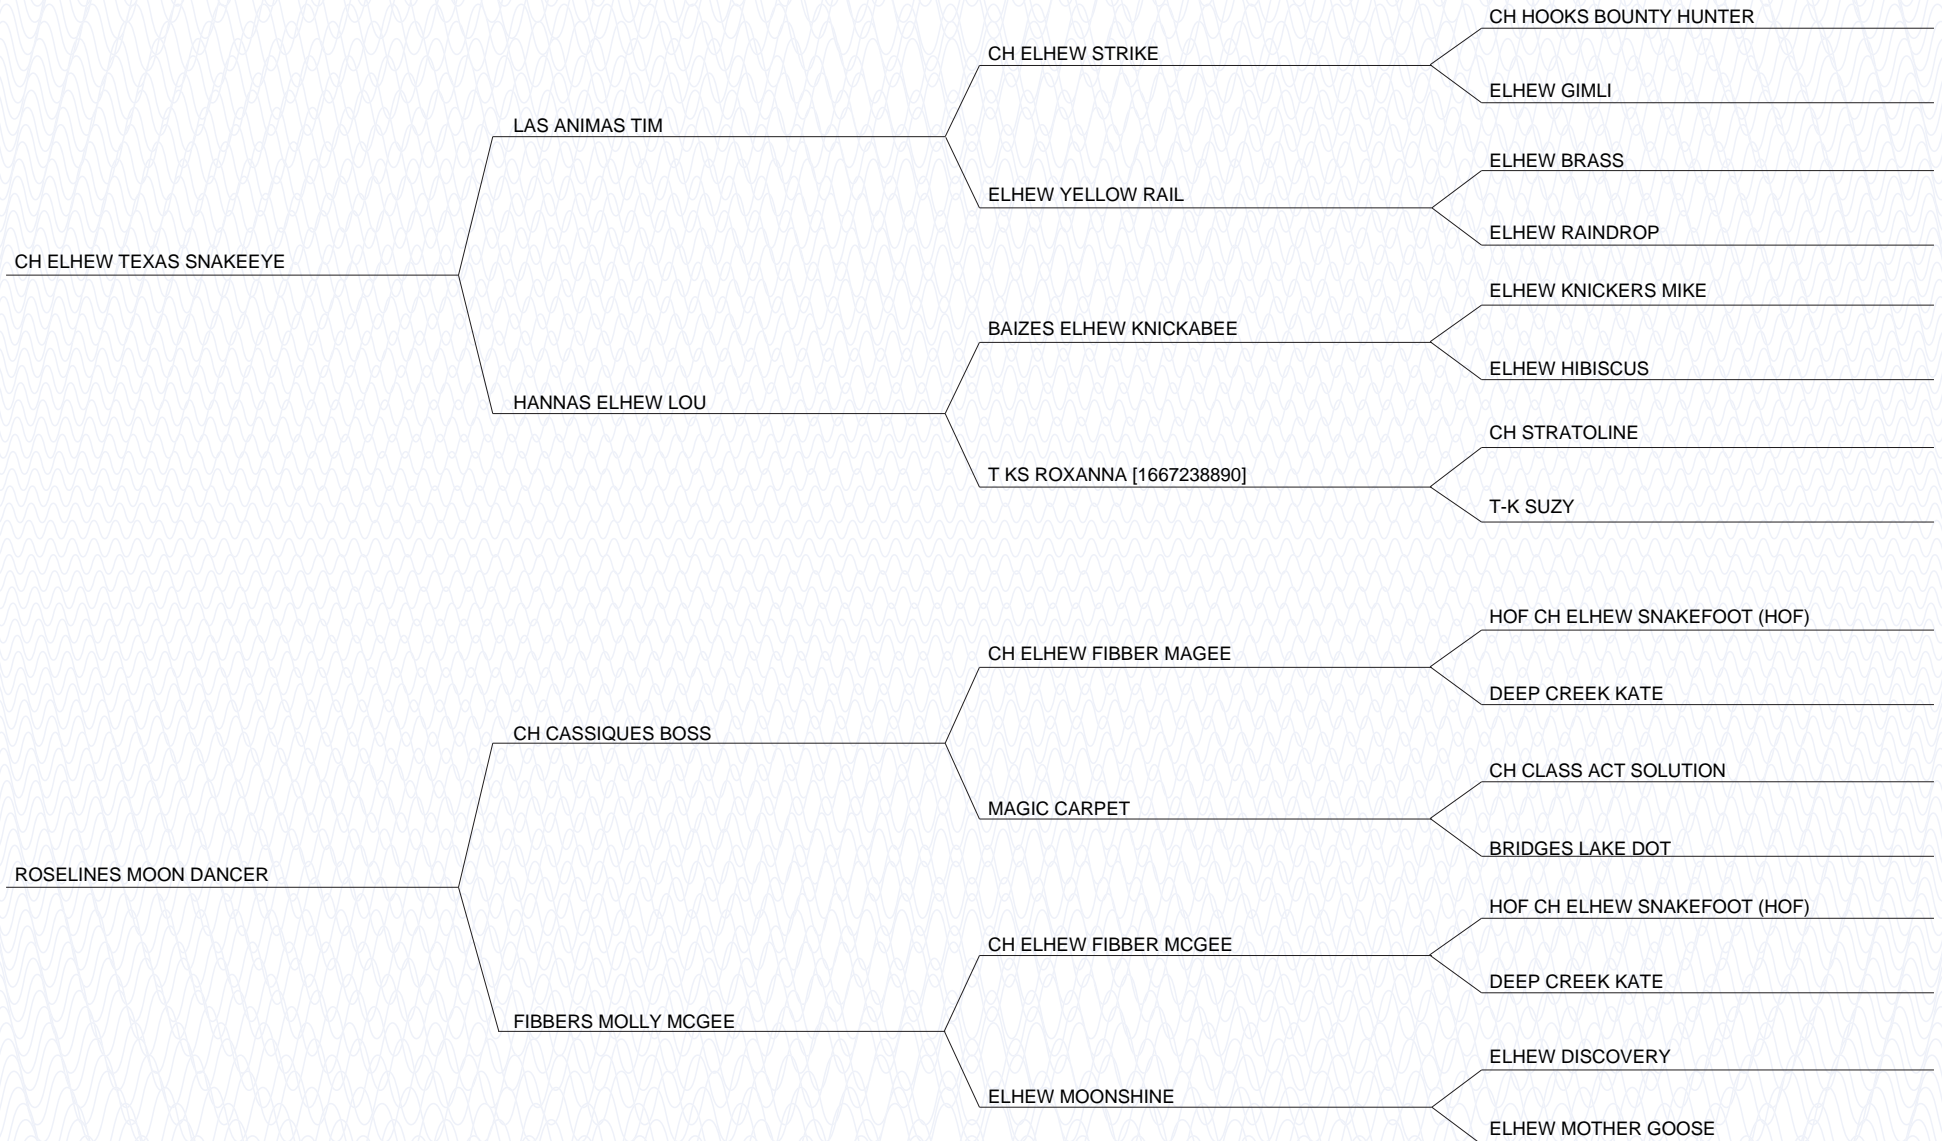 CH HOOKS BOUNTY HUNTER
CH ELHEW STRIKE
ELHEW GIMLI
LAS ANIMAS TIM
ELHEW BRASS
ELHEW YELLOW RAIL
ELHEW RAINDROP
CH ELHEW TEXAS SNAKEEYE
ELHEW KNICKERS MIKE
BAIZES ELHEW KNICKABEE
ELHEW HIBISCUS
HANNAS ELHEW LOU
CH STRATOLINE
T KS ROXANNA [1667238890]
T-K SUZY
HOF CH ELHEW SNAKEFOOT (HOF)
CH ELHEW FIBBER MAGEE
DEEP CREEK KATE
CH CASSIQUES BOSS
CH CLASS ACT SOLUTION
MAGIC CARPET
BRIDGES LAKE DOT
ROSELINES MOON DANCER
HOF CH ELHEW SNAKEFOOT (HOF)
CH ELHEW FIBBER MCGEE
DEEP CREEK KATE
FIBBERS MOLLY MCGEE
ELHEW DISCOVERY
ELHEW MOONSHINE
ELHEW MOTHER GOOSE